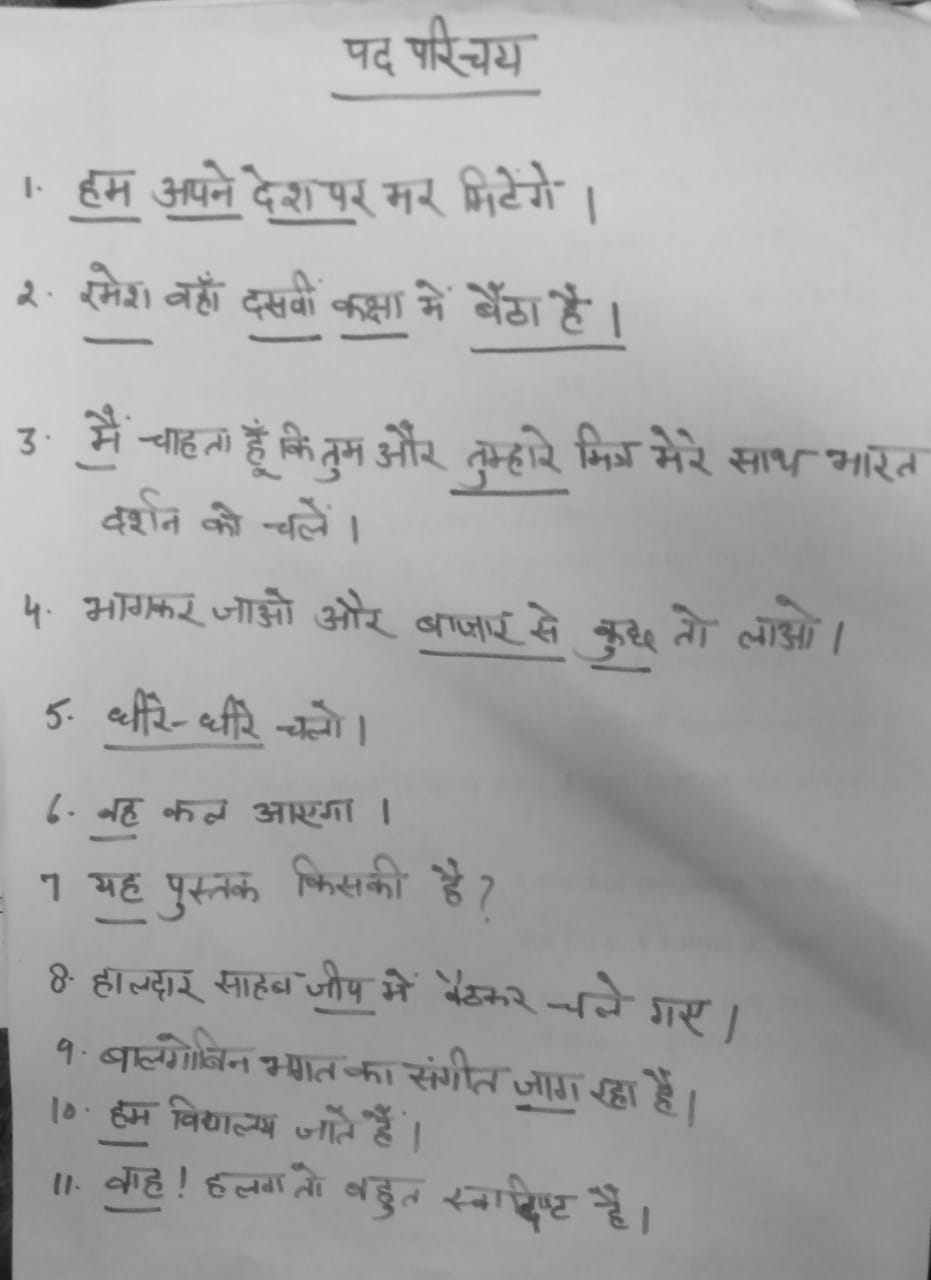 पद परिचय
1. हम अपने देश पर मर मिटेंगे ।
२. रमेश वहाँ दसवीं कक्षा में बैठा है ।
3. मैं चाहता हूँ कि तुम और तुम्हारे मित्र मेरे साथ भारत
दर्शन को चलें ।
4. भागकर जाओ और बाजार से कुछ तो लाओ ।
5. धीरे-धीरे चलो ।
6. वह कल आएगा ।
7 यह पुस्तक किसकी है ?
8. हालदार साहब जीप में बैठकर चले गए ।
9. बालगोबिन भगत का संगीत जाग रहा है ।
10. हम विद्यालय जाते हैं ।
11. वाह ! हलवा तो बहुत स्वादिष्ट है ।